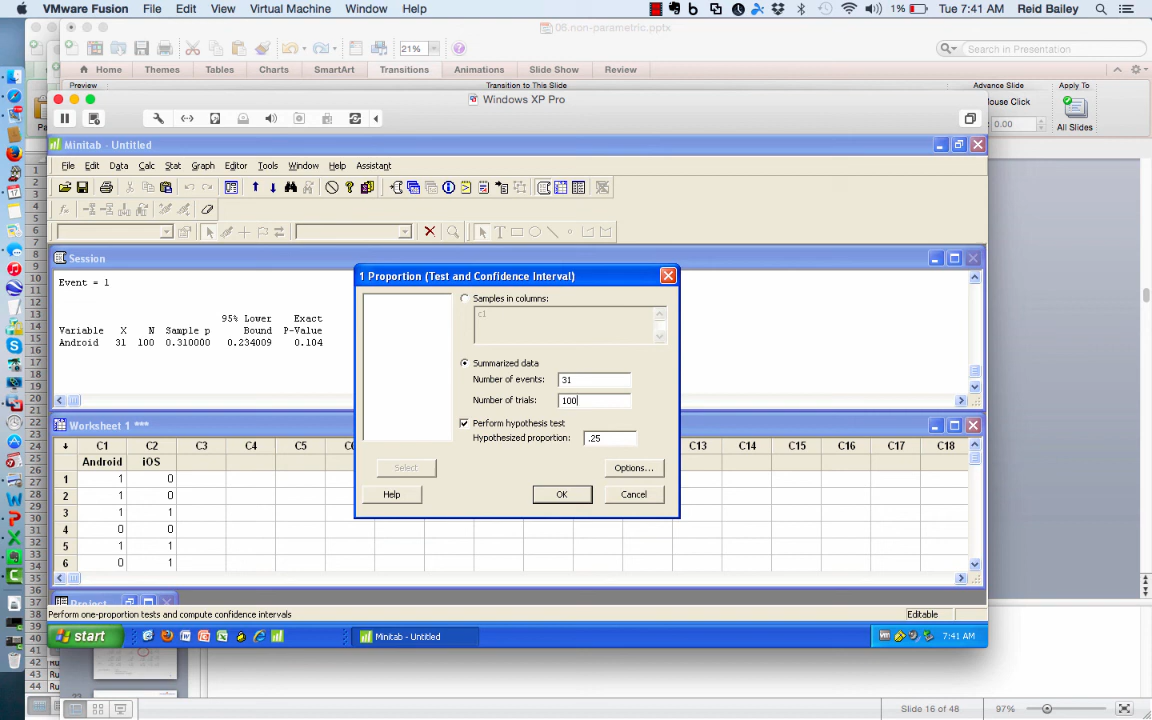 VMware Fusion File Edit View Virtual Machine Window Help 1% Tue 7:41 AM Reid Bailey
08.non-parametric.pptx
21% Search in Presentation
Home Themes Tables Charts SmartArt Transitions Animations Slide Show Review
Preview Transition to This Slide Advance Slide Apply To
Windows XP Pro
Mouse Click
0.00 All Slides
Minitab - Untitled
File Edit Data Calc Stat Graph Editor Tools Window Help Assistant
Session
Event = 1
95% Lower Exact
Variable X N Sample p Bound P-Value
Android 31 100 0.310000 0.234009 0.104
1 Proportion (Test and Confidence Interval)
Samples in columns:
c1
Summarized data
Number of events: 31
Number of trials: 100
Perform hypothesis test
Hypothesized proportion: .25
Select Options...
Help OK Cancel
Worksheet 1 ***
C1 C2 C3 C4 C5 C13 C14 C15 C16 C17 C18
Android iOS
1 1 0
2 1 0
3 1 1
4 0 0
5 1 1
6 0 1
Project
Perform one-proportion tests and compute confidence intervals Editable
start Minitab - Untitled 7:41 AM
Slide 16 of 48 97%